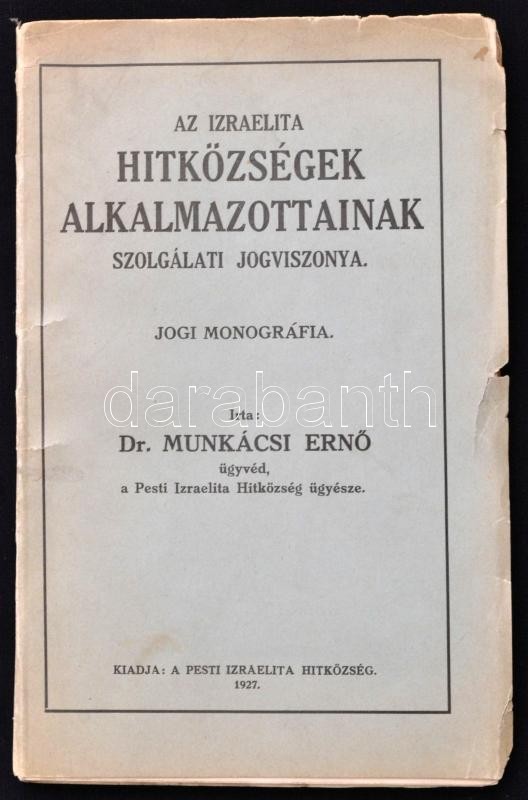 AZ IZRAELITA
HITKÖZSÉGEK
ALKALMAZOTTAINAK
SZOLGÁLATI JOGVISZONYA.
JOGI MONOGRÁFIA.
darabanth
Irta:
Dr. MUNKÁCSI ERNŐ
ügyvéd,
a Pesti Izraelita Hitközség ügyésze.
KIADJA: A PESTI IZRAELITA HITKÖZSÉG.
1927.